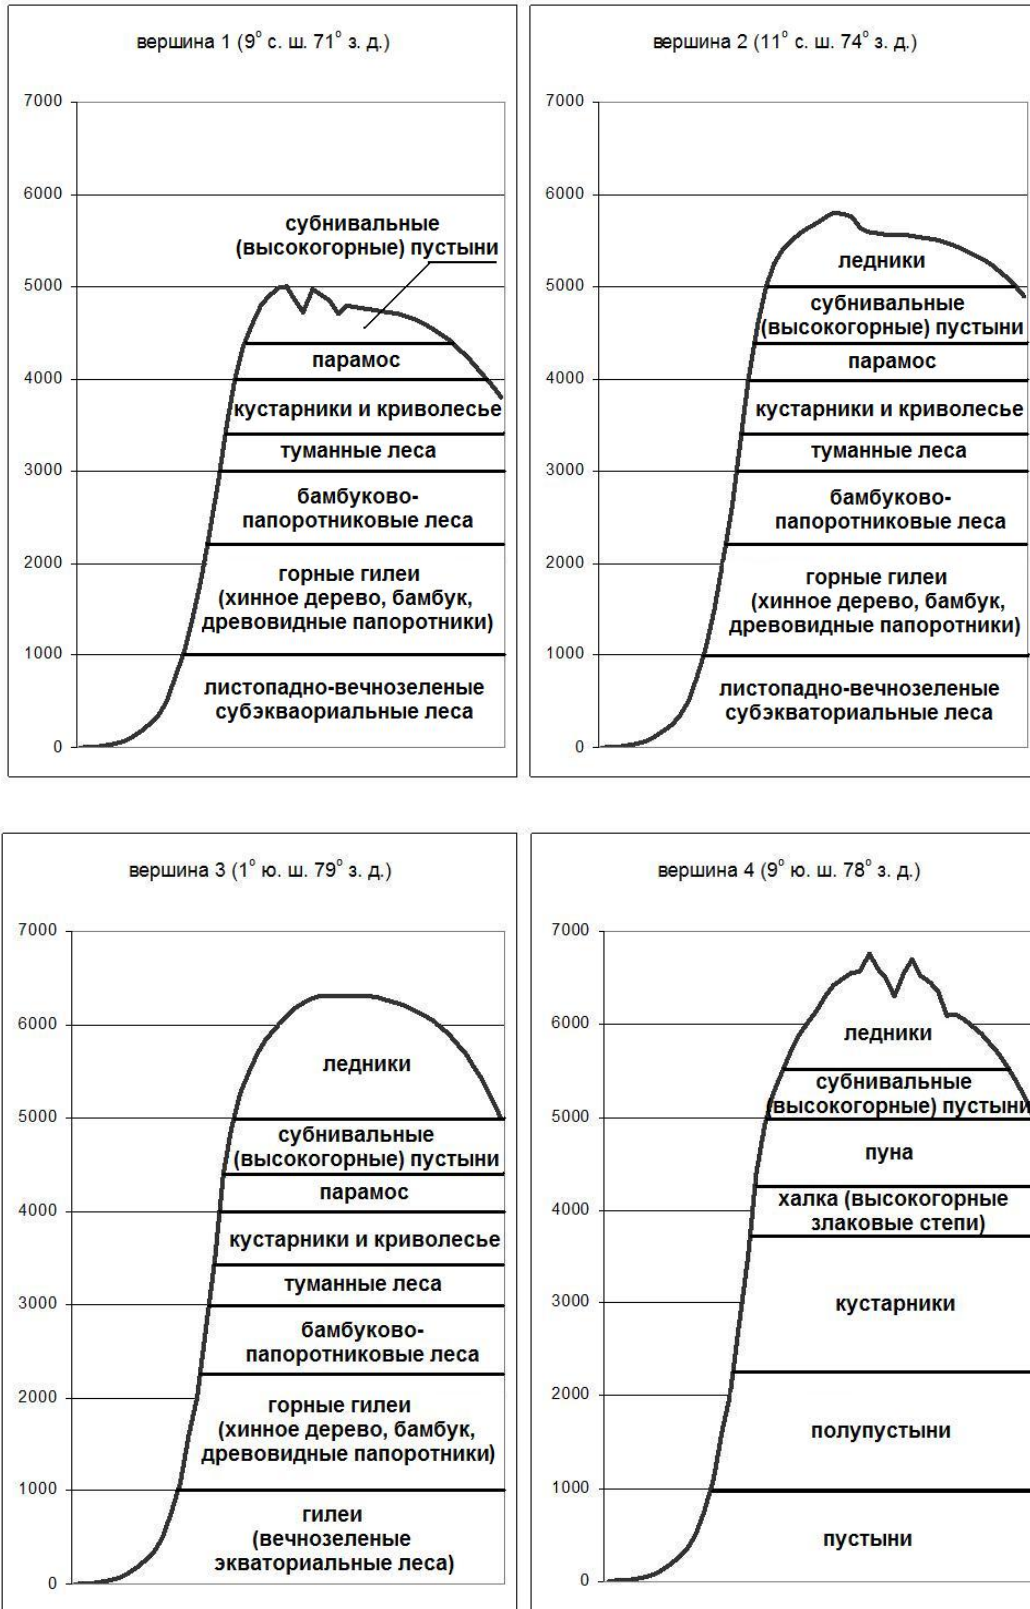 вершина 1 (9° с. ш. 71° з. д.)
7000
6000
5000
4000
3000
2000
1000
0
субнивальные
(высокогорные) пустыни
парамос
кустарники и криволесье
туманные леса
бамбуково-
папоротниковые леса
горные гилеи
(хинное дерево, бамбук,
древовидные папоротники)
листопадно-вечнозеленые
субэкваориальные леса
вершина 2 (11° с. ш. 74° з. д.)
7000
6000
5000
4000
3000
2000
1000
0
ледники
субнивальные
(высокогорные) пустыни
парамос
кустарники и криволесье
туманные леса
бамбуково-
папоротниковые леса
горные гилеи
(хинное дерево, бамбук,
древовидные папоротники)
листопадно-вечнозеленые
субэкваториальные леса
вершина 3 (1° ю. ш. 79° з. д.)
7000
6000
5000
4000
3000
2000
1000
0
ледники
субнивальные
(высокогорные) пустыни
парамос
кустарники и криволесье
туманные леса
бамбуково-
папоротниковые леса
горные гилеи
(хинное дерево, бамбук,
древовидные папоротники)
гилеи
(вечнозеленые
экваториальные леса)
вершина 4 (9° ю. ш. 78° з. д.)
7000
6000
5000
4000
3000
2000
1000
0
ледники
субнивальные
(высокогорные) пустыни
пуна
халка (высокогорные
злаковые степи)
кустарники
полупустыни
пустыни